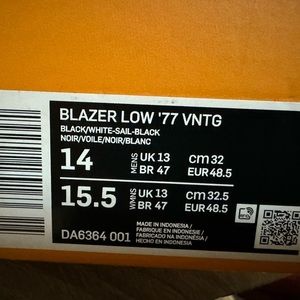 BLAZER LOW '77 VNTG
BLACK/WHITE-SAIL-BLACK
NOIR/VOILE/NOIR/BLANC
14 MENS UK 13 CM 32
BR 47 EUR 48.5
15.5 WMNS UK 13 CM 32.5
BR 47 EUR 48.5
DA6364 001
MADE IN INDONESIA/
FABRIQUE EN INDONESIE/
FABRICADO NA INDONÉSIA/
HECHO EN INDONESIA